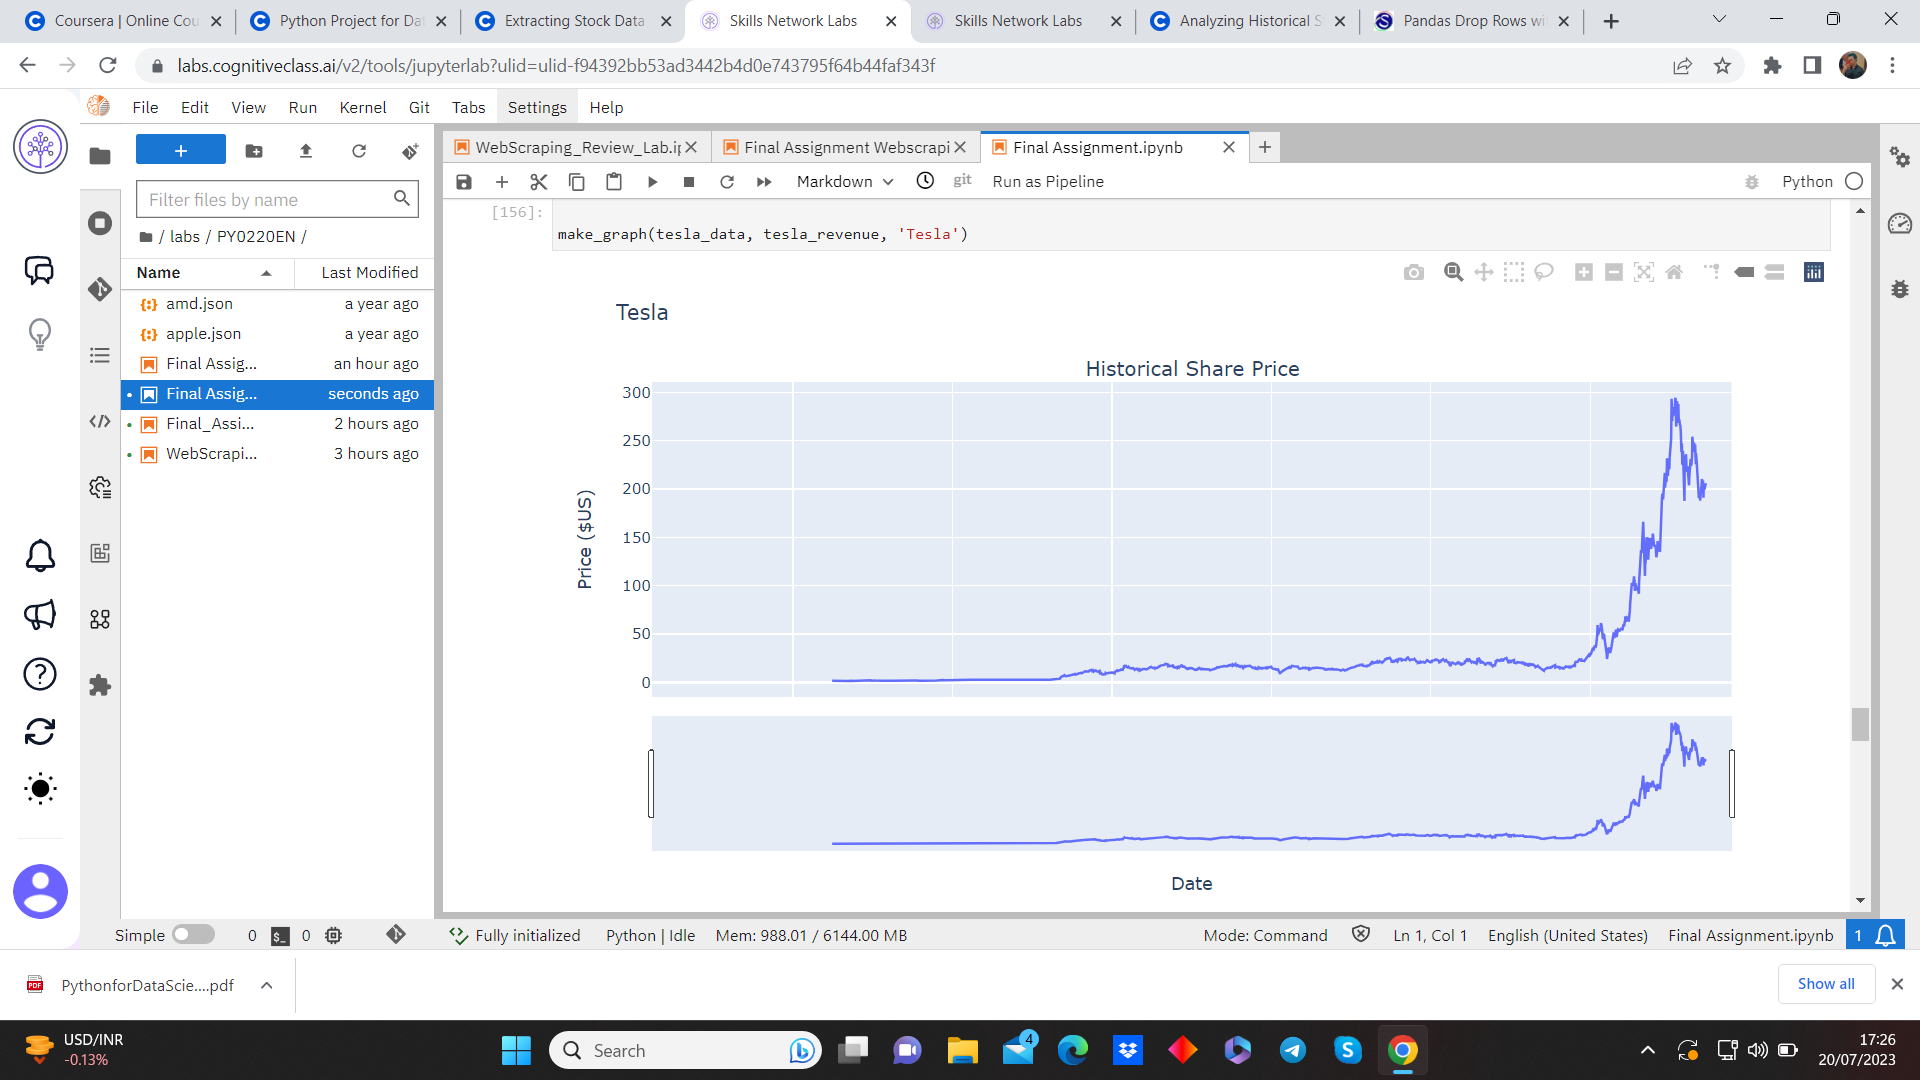 Coursera | Online Cou
Python Project for Dat
Extracting Stock Data
Skills Network Labs
Skills Network Labs
Analyzing Historical S
Pandas Drop Rows wi
labs.cognitiveclass.ai/v2/tools/jupyterlab?ulid=ulid-f94392bb53ad3442b4d0e743795f64b44faf343f
File Edit View Run Kernel Git Tabs Settings Help
WebScraping_Review_Lab.ip
Final Assignment Webscrapi
Final Assignment.ipynb
Markdown
git
Run as Pipeline
Python
Filter files by name
/ labs / PY0220EN /
Name Last Modified
amd.json a year ago
apple.json a year ago
Final Assig... an hour ago
Final Assig... seconds ago
Final_Assi... 2 hours ago
WebScrapi... 3 hours ago
[156]:
make_graph(tesla_data, tesla_revenue, 'Tesla')
Tesla
Historical Share Price
300
250
200
150
100
50
0
Price ($US)
Date
Simple 0 $_ 0
Fully initialized
Python | Idle
Mem: 988.01 / 6144.00 MB
Mode: Command
Ln 1, Col 1
English (United States)
Final Assignment.ipynb
1
PDF
PythonforDataScie....pdf
Show all
USD/INR
-0.13%
Search
4
S
17:26
20/07/2023